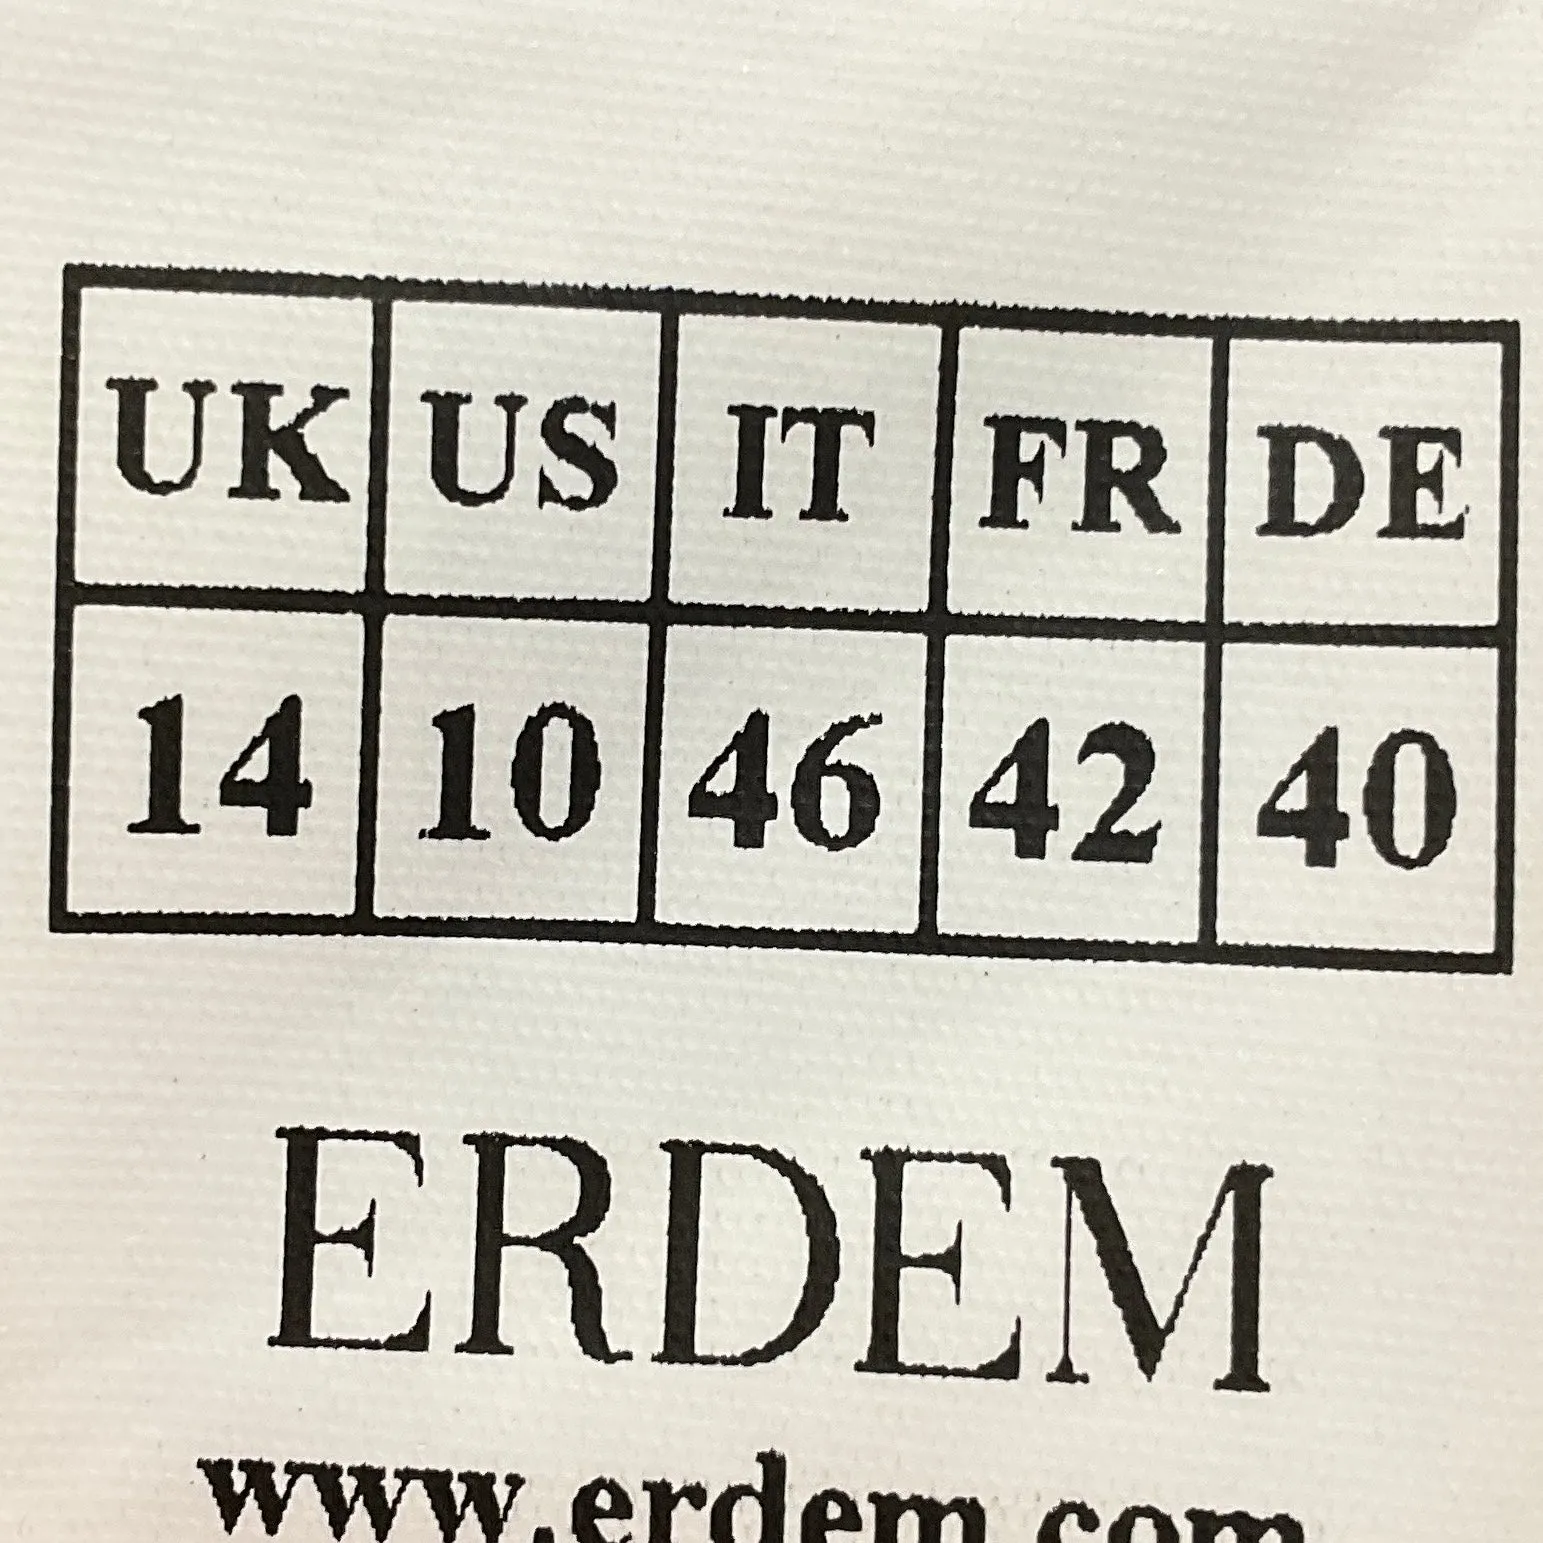 UK US IT FR DE
14 10 46 42 40
ERDEM
www.erdem.com